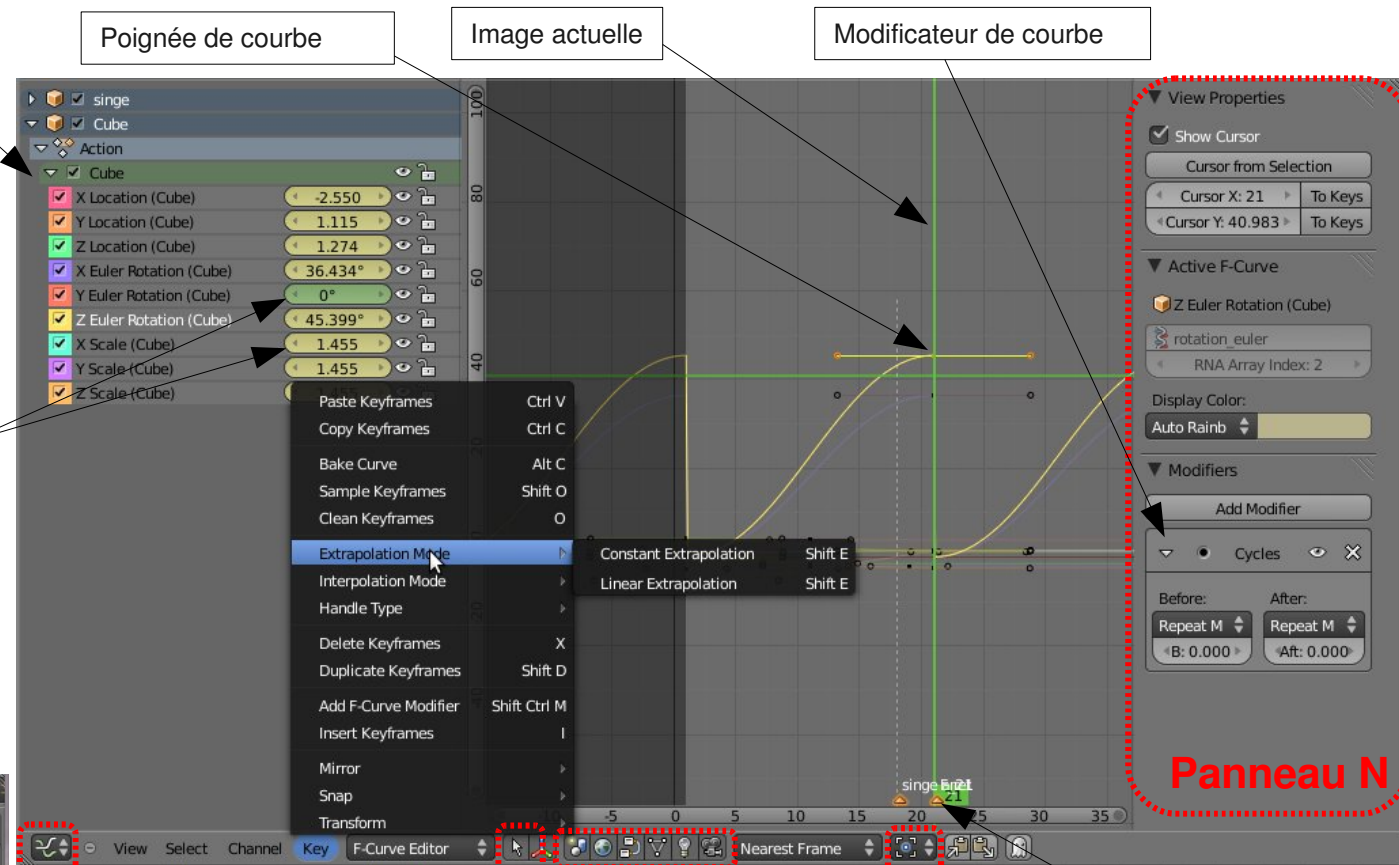 Poignée de courbe
Image actuelle
Modificateur de courbe
singe
Cube
Action
Cube
X Location (Cube) -2.550
Y Location (Cube) 1.115
Z Location (Cube) 1.274
X Euler Rotation (Cube) 36.434°
Y Euler Rotation (Cube) 0°
Z Euler Rotation (Cube) 45.399°
X Scale (Cube) 1.455
Y Scale (Cube) 1.455
Z Scale (Cube)
100
80
60
40
Paste Keyframes Ctrl V
Copy Keyframes Ctrl C
Bake Curve Alt C
Sample Keyframes Shift O
Clean Keyframes O
Extrapolation Mode
Interpolation Mode
Handle Type
Delete Keyframes X
Duplicate Keyframes Shift D
Add F-Curve Modifier Shift Ctrl M
Insert Keyframes I
Mirror
Snap
Transform
Constant Extrapolation Shift E
Linear Extrapolation Shift E
View Properties
Show Cursor
Cursor from Selection
Cursor X: 21 To Keys
Cursor Y: 40.983 To Keys
Active F-Curve
Z Euler Rotation (Cube)
rotation_euler
RNA Array Index: 2
Display Color:
Auto Rainb
Modifiers
Add Modifier
Cycles
Before: After:
Repeat M Repeat M
B: 0.000 Aft: 0.000
Panneau N
singe
21
-5 0 5 10 15 20 25 30 35
View Select Channel Key F-Curve Editor Nearest Frame